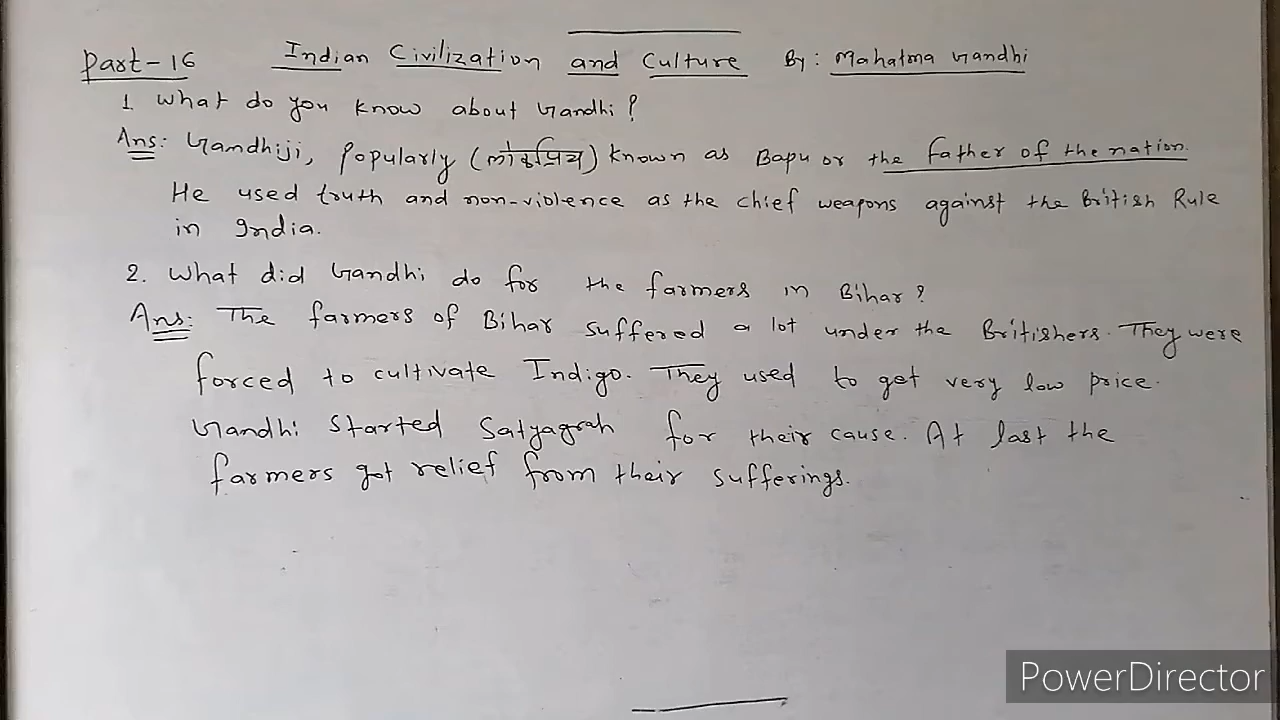 Part-16 Indian Civilization and Culture By: Mahatma Gandhi
1. What do you know about Gandhi?
Ans: Gandhiji, popularly (लोकप्रिय) known as Bapu or the father of the nation.
He used truth and non-violence as the chief weapons against the British Rule
in India.
2. What did Gandhi do for the farmers in Bihar?
Ans: The farmers of Bihar suffered a lot under the Britishers. They were
forced to cultivate Indigo. They used to get very low price.
Gandhi started Satyagrah for their cause. At last the
farmers got relief from their sufferings.
PowerDirector